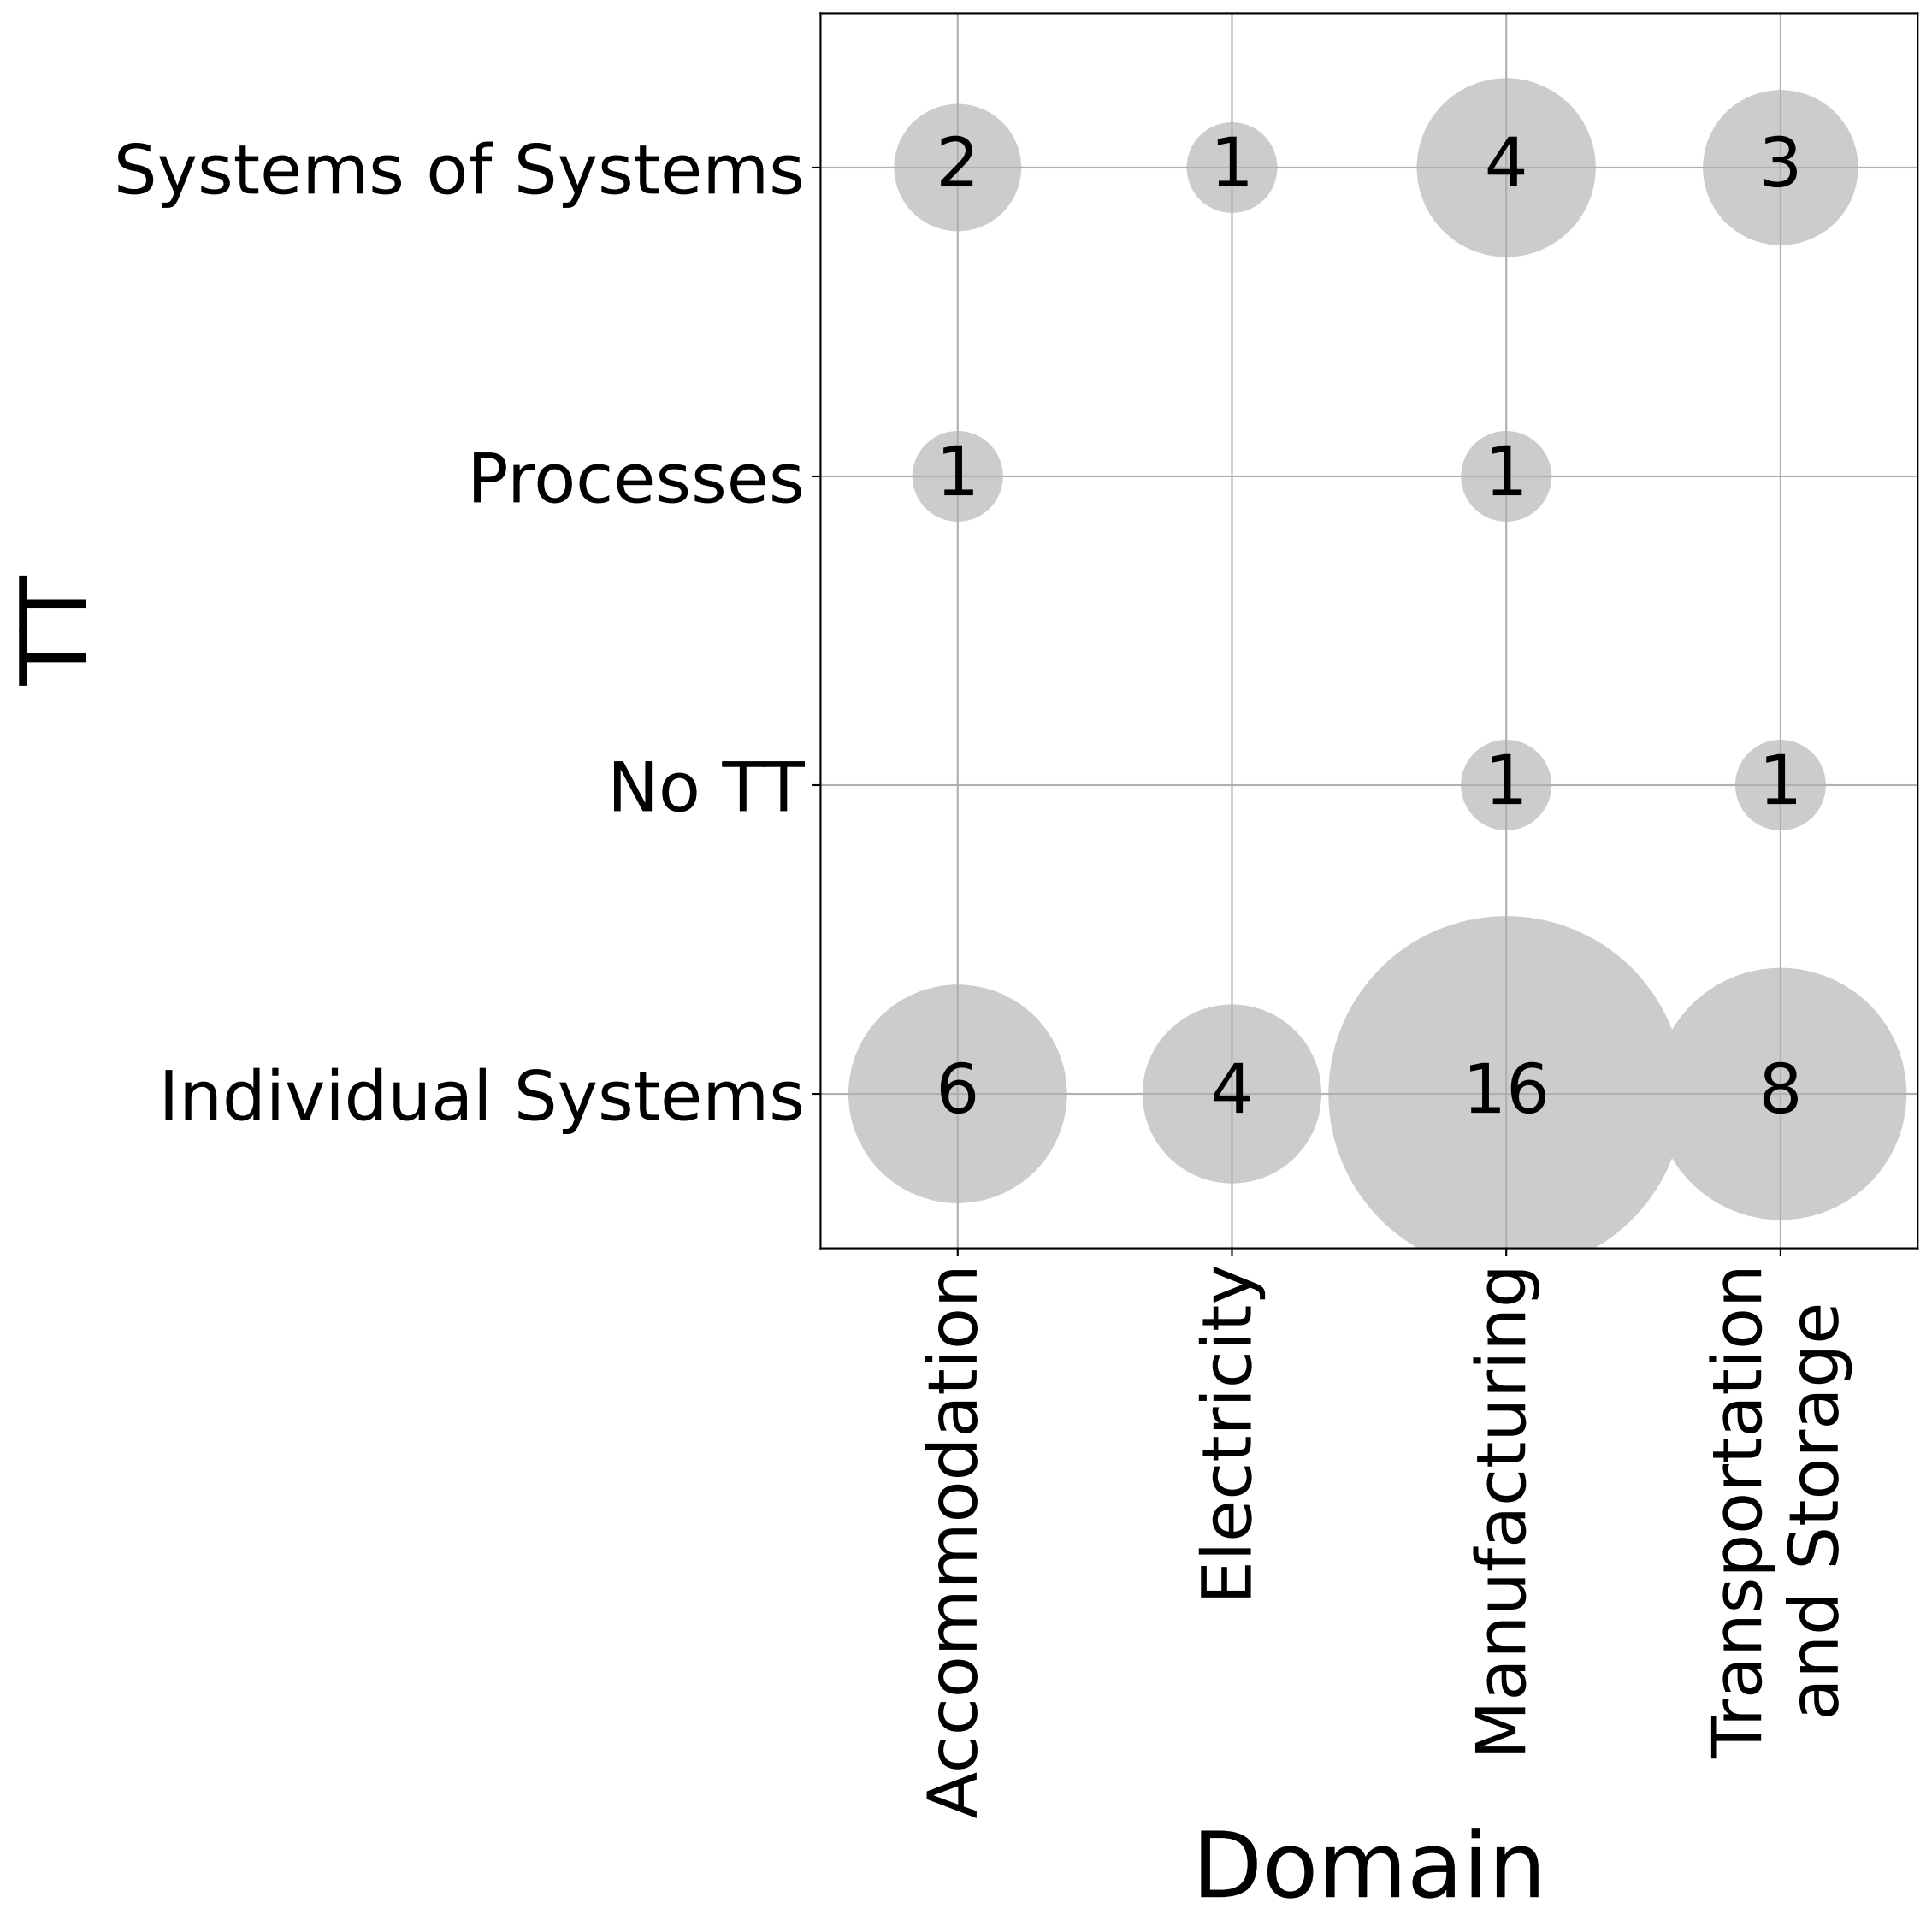 Systems of Systems
2
1
4
3
Processes
1
1
TT
No TT
1
1
Individual Systems
6
4
16
8
Accommodation
Electricity
Manufacturing
Transportation
and Storage
Domain